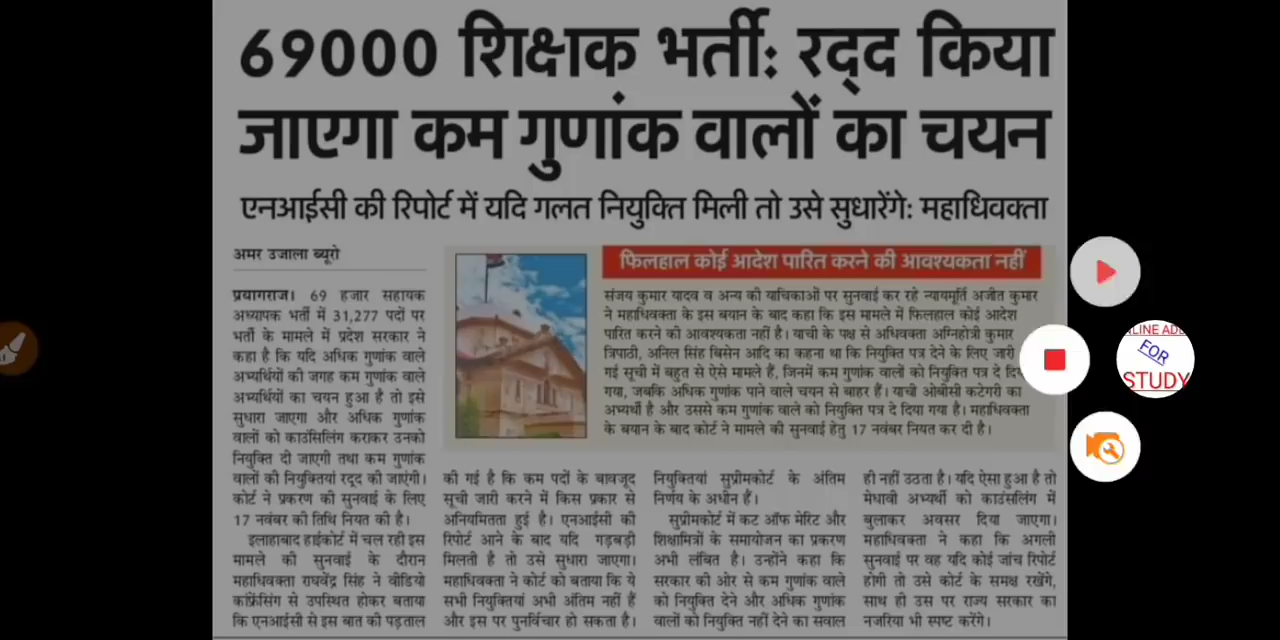 69000 शिक्षक भर्ती: रद्द किया
जाएगा कम गुणांक वालों का चयन
एनआईसी की रिपोर्ट में यदि गलत नियुक्ति मिली तो उसे सुधारेंगे: महाधिवक्ता
अमर उजाला ब्यूरो
प्रयागराज। 69 हजार सहायक
अध्यापक भर्ती में 31,277 पदों पर
भर्ती के मामले में प्रदेश सरकार ने
कहा है कि यदि अधिक गुणांक वाले
अभ्यर्थियों की जगह कम गुणांक वाले
अभ्यर्थियों का चयन हुआ है तो इसे
सुधारा जाएगा और अधिक गुणांक
वालों को काउंसिलिंग कराकर उनको
नियुक्ति दी जाएगी तथा कम गुणांक
वालों की नियुक्तियां रद्द की जाएंगी।
कोर्ट ने प्रकरण की सुनवाई के लिए
17 नवंबर की तिथि नियत की है।
इलाहाबाद हाईकोर्ट में चल रही इस
मामले की सुनवाई के दौरान
महाधिवक्ता राघवेंद्र सिंह ने वीडियो
कांफ्रेंसिंग से उपस्थित होकर बताया
कि एनआईसी से इस बात की पड़ताल
फिलहाल कोई आदेश पारित करने की आवश्यकता नहीं
संजय कुमार यादव व अन्य की याचिकाओं पर सुनवाई कर रहे न्यायमूर्ति अजीत कुमार
ने महाधिवक्ता के इस बयान के बाद कहा कि इस मामले में फिलहाल कोई आदेश
पारित करने की आवश्यकता नहीं है। याची के पक्ष से अधिवक्ता अग्निहोत्री कुमार
त्रिपाठी, अनिल सिंह बिसेन आदि का कहना था कि नियुक्ति पत्र देने के लिए जारी
गई सूची में बहुत से ऐसे मामले हैं, जिनमें कम गुणांक वालों को नियुक्ति पत्र दे
गया, जबकि अधिक गुणांक पाने वाले चयन से बाहर हैं। याची ओबीसी कटेगरी का
अभ्यर्थी है और उससे कम गुणांक वाले को नियुक्ति पत्र दे दिया गया है। महाधिवक्ता
के बयान के बाद कोर्ट ने मामले की सुनवाई हेतु 17 नवंबर नियत कर दी है।
की गई है कि कम पदों के बावजूद
सूची जारी करने में किस प्रकार से
अनियमितता हुई है। एनआईसी की
रिपोर्ट आने के बाद यदि गड़बड़ी
मिलती है तो उसे सुधारा जाएगा।
महाधिवक्ता ने कोर्ट को बताया कि ये
सभी नियुक्तियां अभी अंतिम नहीं हैं
और इस पर पुनर्विचार हो सकता है।
नियुक्तियां सुप्रीमकोर्ट के अंतिम
निर्णय के अधीन हैं।
सुप्रीमकोर्ट में कट ऑफ मेरिट और
शिक्षामित्रों के समायोजन का प्रकरण
अभी लंबित है। उन्होंने कहा कि
सरकार की ओर से कम गुणांक वाले
को नियुक्ति देने और अधिक गुणांक
वालों को नियुक्ति नहीं देने का सवाल
ही नहीं उठता है। यदि ऐसा हुआ है तो
मेधावी अभ्यर्थी को काउंसलिंग में
बुलाकर अवसर दिया जाएगा।
महाधिवक्ता ने कहा कि अगली
सुनवाई पर वह यदि कोई जांच रिपोर्ट
होगी तो उसे कोर्ट के समक्ष रखेंगे,
साथ ही उस पर राज्य सरकार का
नजरिया भी स्पष्ट करेंगे।
FOR
STUDY